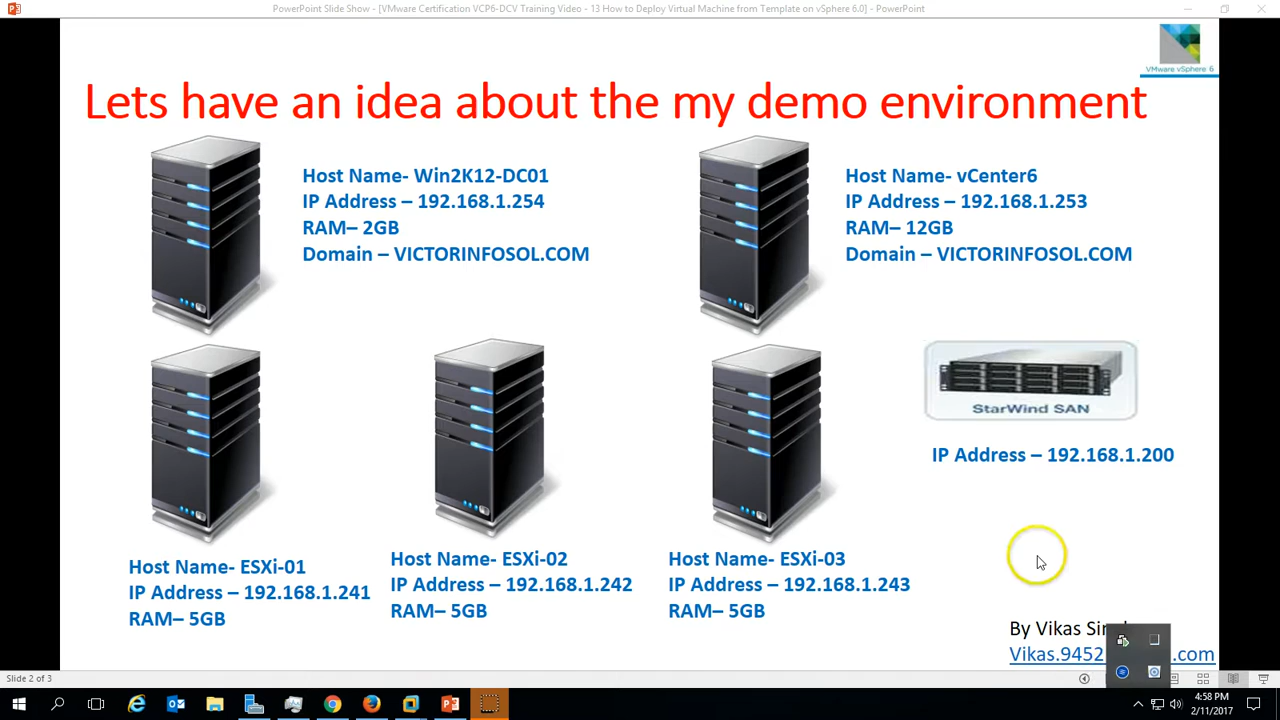 PowerPoint Slide Show - [VMware Certification VCP6-DCV Training Video - 13 How to Deploy Virtual Machine from Template on vSphere 6.0] - PowerPoint
VMware vSphere 6
Lets have an idea about the my demo environment
Host Name- Win2K12-DC01
IP Address – 192.168.1.254
RAM– 2GB
Domain – VICTORINFOSOL.COM
Host Name- vCenter6
IP Address – 192.168.1.253
RAM– 12GB
Domain – VICTORINFOSOL.COM
StarWind SAN
IP Address – 192.168.1.200
Host Name- ESXi-01
IP Address – 192.168.1.241
RAM– 5GB
Host Name- ESXi-02
IP Address – 192.168.1.242
RAM– 5GB
Host Name- ESXi-03
IP Address – 192.168.1.243
RAM– 5GB
By Vikas
Vikas.9452 .com
Slide 2 of 3
4:58 PM
2/11/2017